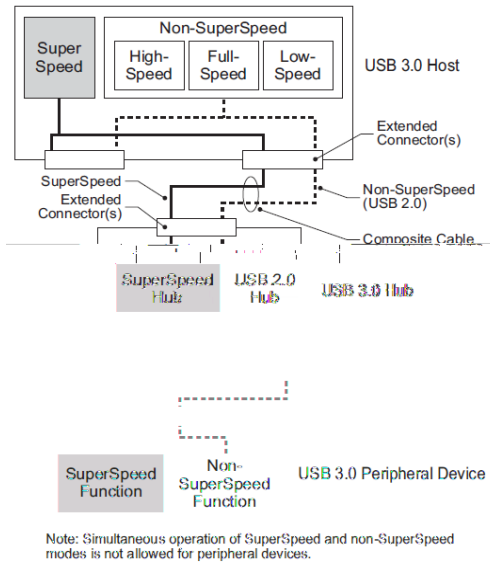 Non-SuperSpeed
Super
Speed
High-
Speed
Full-
Speed
Low-
Speed
USB 3.0 Host
Extended
Connector(s)
SuperSpeed
Extended
Connector(s)
Non-SuperSpeed
(USB 2.0)
Composite Cable
SuperSpeed
Hub
USB 2.0
Hub
USB 3.0 Hub
SuperSpeed
Function
Non-
SuperSpeed
Function
USB 3.0 Peripheral Device
Note: Simultaneous operation of SuperSpeed and non-SuperSpeed
modes is not allowed for peripheral devices.